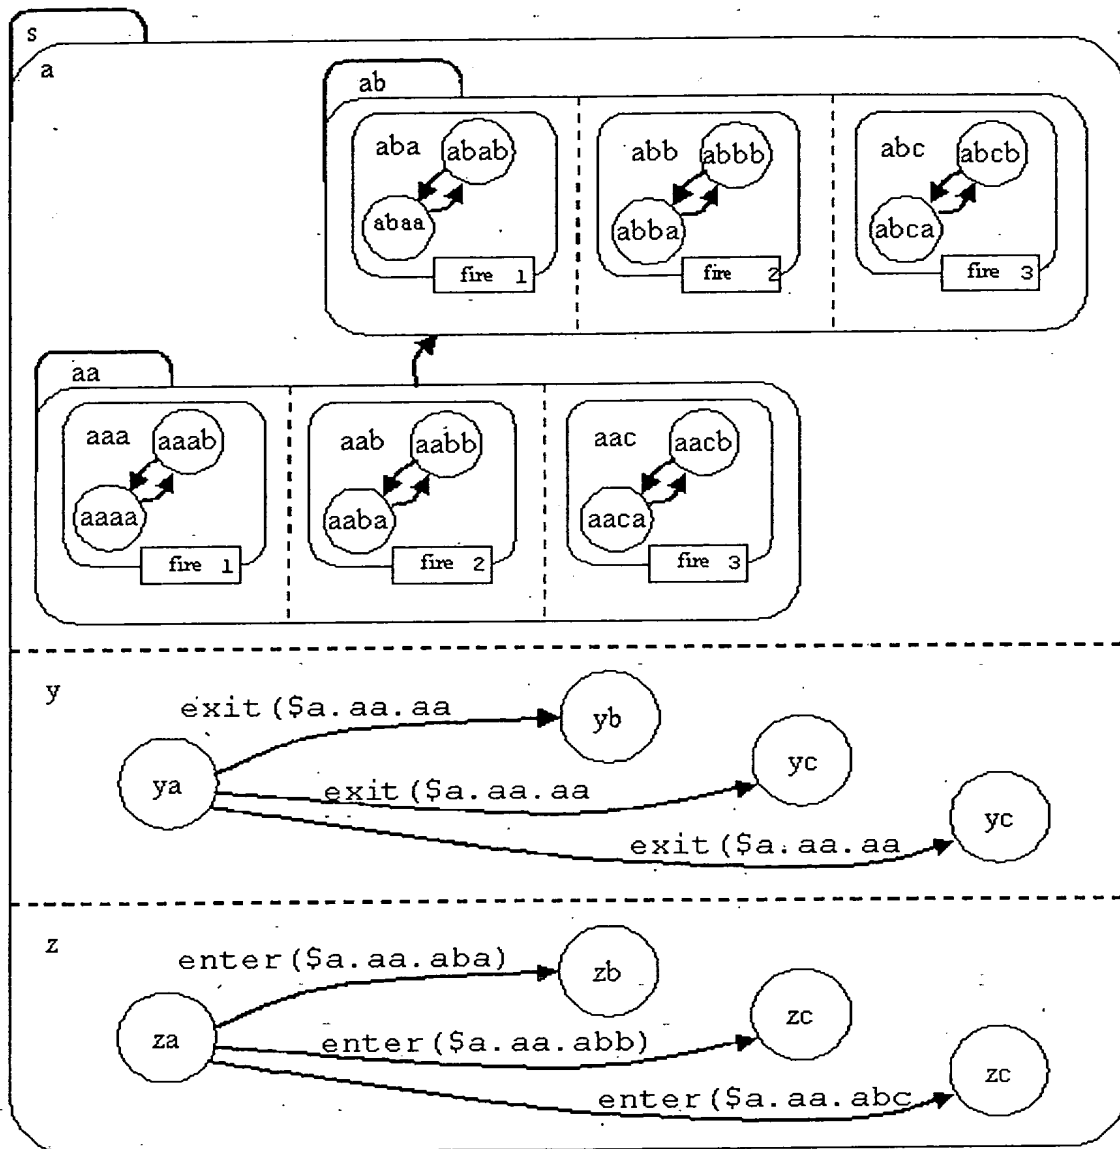 s
a
ab
aba
abab
abaa
fire 1
abb
abbb
abba
fire 2
abc
abcb
abca
fire 3
aa
aaa
aaab
aaaa
fire 1
aab
aabb
aaba
fire 2
aac
aacb
aaca
fire 3
y
exit($a.aa.aa
yb
ya
exit($a.aa.aa
yc
exit($a.aa.aa
yc
z
enter($a.aa.aba)
zb
za
enter($a.aa.abb)
zc
enter($a.aa.abc
zc